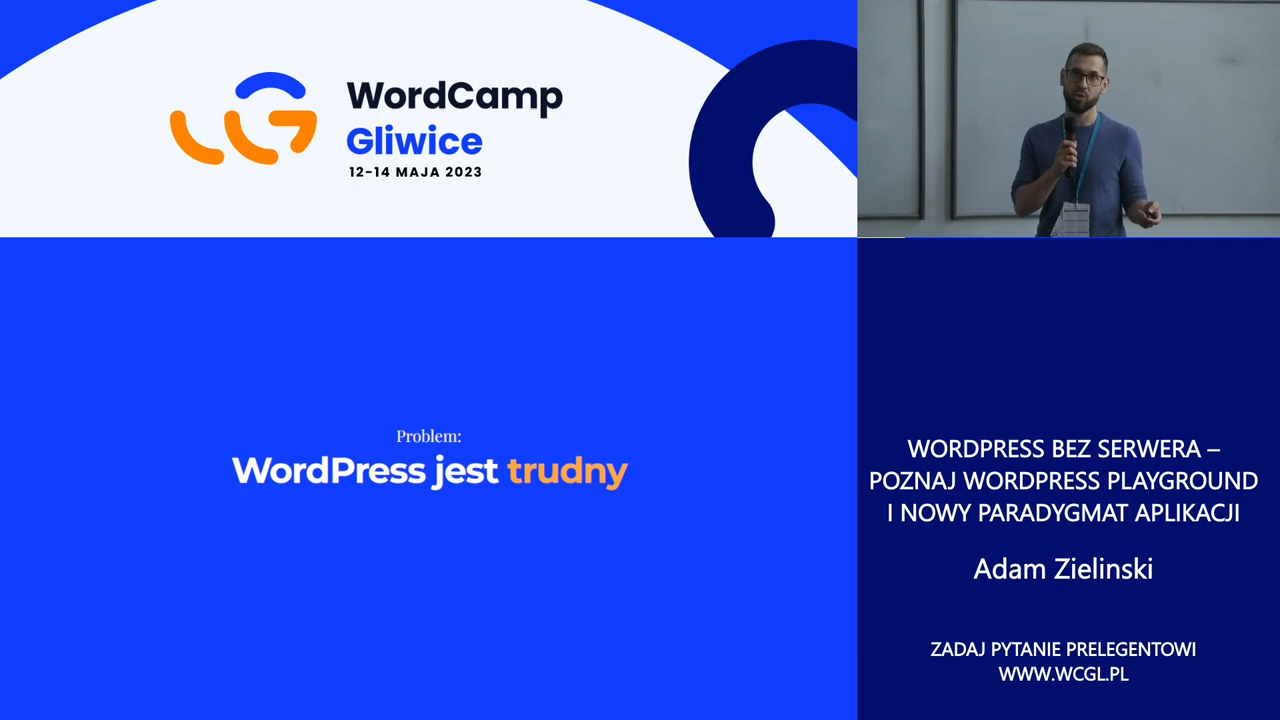 WordCamp
Gliwice
12-14 MAJA 2023
Problem:
WordPress jest trudny
WORDPRESS BEZ SERWERA –
POZNAJ WORDPRESS PLAYGROUND
I NOWY PARADYGMAT APLIKACJI
Adam Zielinski
ZADAJ PYTANIE PRELEGENTOWI
WWW.WCGL.PL